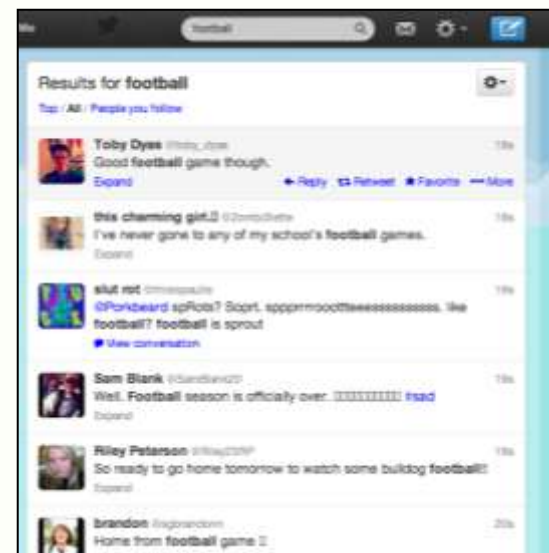 Me
football
Results for football
Top / All / People you follow
Toby Dyas @toby_dyas 19s
Good football game though.
Expand Reply Retweet Favorite More
this charming girl. 19s
I've never gone to any of my school's football games.
Expand
slut rot 19s
@Porkbeard spRots? Soprt. like
football? football is sprout
View conversation
Sam Blank 19s
Well. Football season is officially over. #sad
Expand
Riley Peterson 19s
So ready to go home tomorrow to watch some bulldog football!!
Expand
brandon 20s
Home from football game